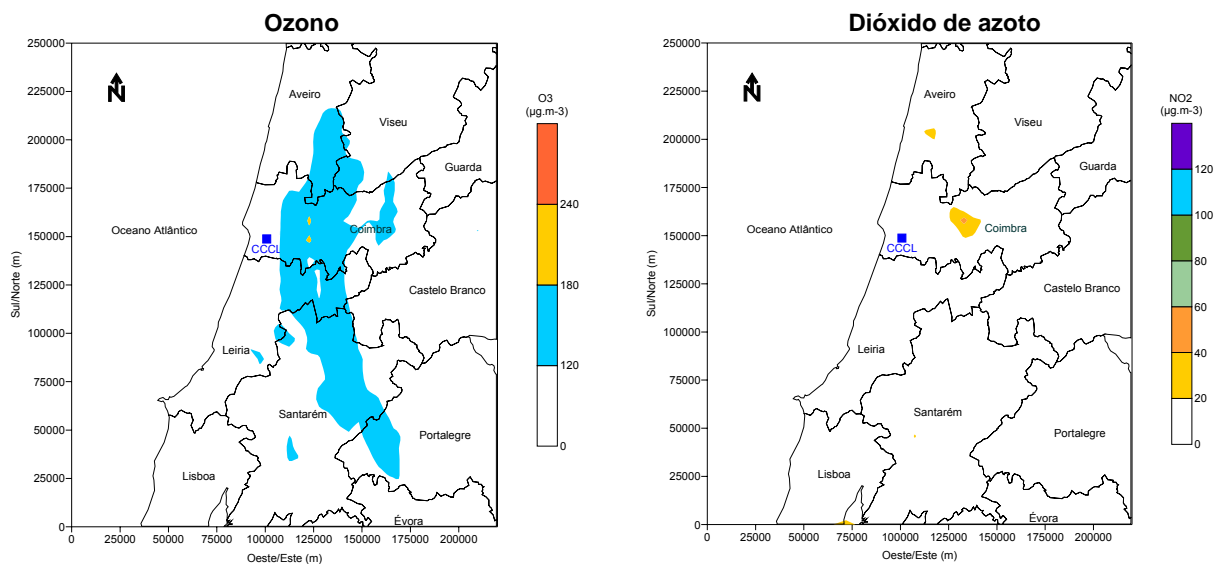 Ozono
250000
225000
200000
175000
150000
125000
100000
75000
50000
25000
0
Sul/Norte (m)
N
Aveiro
Viseu
Guarda
Oceano Atlântico
Coimbra
CCCL
Castelo Branco
Leiria
Santarém
Portalegre
Lisboa
Évora
0
25000
50000
75000
100000
125000
150000
175000
200000
Oeste/Este (m)
O3
(µg.m-3)
240
180
120
0
Dióxido de azoto
250000
225000
200000
175000
150000
125000
100000
75000
50000
25000
0
Sul/Norte (m)
N
Aveiro
Viseu
Guarda
Oceano Atlântico
Coimbra
CCCL
Castelo Branco
Leiria
Santarém
Portalegre
Lisboa
Évora
0
25000
50000
75000
100000
125000
150000
175000
200000
Oeste/Este (m)
NO2
(µg.m-3)
120
100
80
60
40
20
0